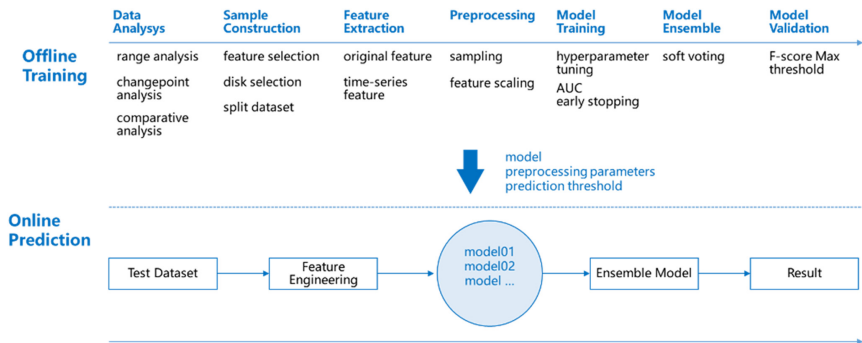 Data
Analysys
Sample
Construction
Feature
Extraction
Preprocessing
Model
Training
Model
Ensemble
Model
Validation
Offline
Training
range analysis
changepoint
analysis
comparative
analysis
feature selection
disk selection
split dataset
original feature
time-series
feature
sampling
feature scaling
hyperparameter
tuning
AUC
early stopping
soft voting
F-score Max
threshold
model
preprocessing parameters
prediction threshold
Online
Prediction
Test Dataset
Feature
Engineering
model01
model02
model ...
Ensemble Model
Result